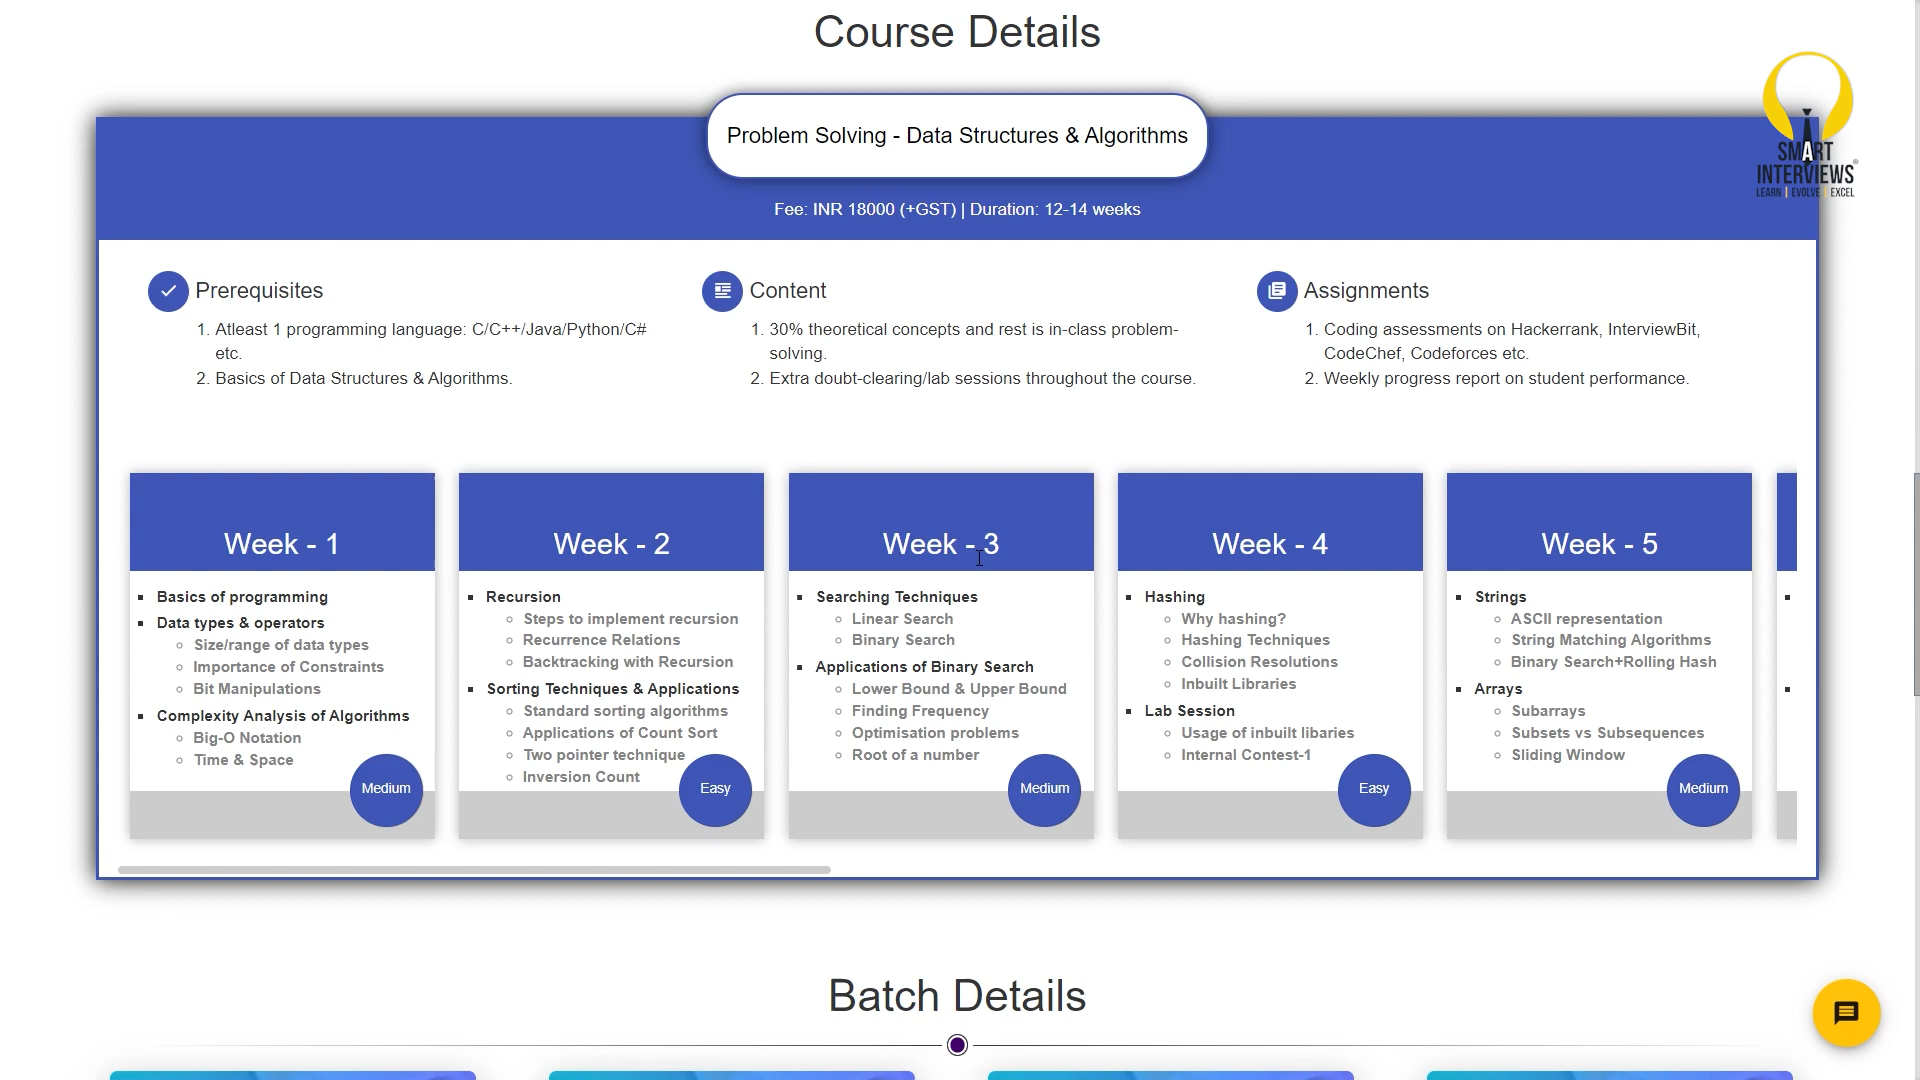 Course Details
SMART
INTERVIEWS®
LEARN | EVOLVE | EXCEL
Problem Solving - Data Structures & Algorithms
Fee: INR 18000 (+GST) | Duration: 12-14 weeks
Prerequisites
1. Atleast 1 programming language: C/C++/Java/Python/C#
etc.
2. Basics of Data Structures & Algorithms.
Content
1. 30% theoretical concepts and rest is in-class problem-
solving.
2. Extra doubt-clearing/lab sessions throughout the course.
Assignments
1. Coding assessments on Hackerrank, InterviewBit,
CodeChef, Codeforces etc.
2. Weekly progress report on student performance.
Week - 1
Basics of programming
Data types & operators
Size/range of data types
Importance of Constraints
Bit Manipulations
Complexity Analysis of Algorithms
Big-O Notation
Time & Space
Medium
Week - 2
Recursion
Steps to implement recursion
Recurrence Relations
Backtracking with Recursion
Sorting Techniques & Applications
Standard sorting algorithms
Applications of Count Sort
Two pointer technique
Inversion Count
Easy
Week - 3
Searching Techniques
Linear Search
Binary Search
Applications of Binary Search
Lower Bound & Upper Bound
Finding Frequency
Optimisation problems
Root of a number
Medium
Week - 4
Hashing
Why hashing?
Hashing Techniques
Collision Resolutions
Inbuilt Libraries
Lab Session
Usage of inbuilt libaries
Internal Contest-1
Easy
Week - 5
Strings
ASCII representation
String Matching Algorithms
Binary Search+Rolling Hash
Arrays
Subarrays
Subsets vs Subsequences
Sliding Window
Medium
Batch Details